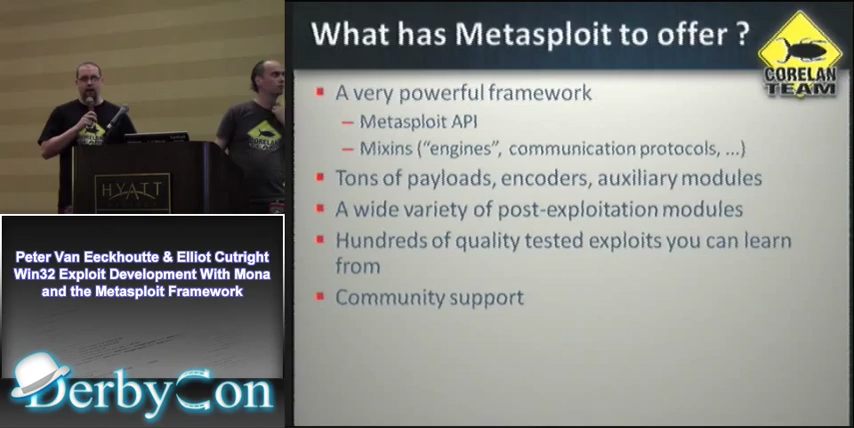 What has Metasploit to offer ?
CORELAN
TEAM
A very powerful framework
– Metasploit API
– Mixins (“engines”, communication protocols, ...)
Tons of payloads, encoders, auxiliary modules
A wide variety of post-exploitation modules
Hundreds of quality tested exploits you can learn
from
Community support
HYATT
Peter Van Eeckhoutte & Elliot Cutright
Win32 Exploit Development With Mona
and the Metasploit Framework
DerbyCon